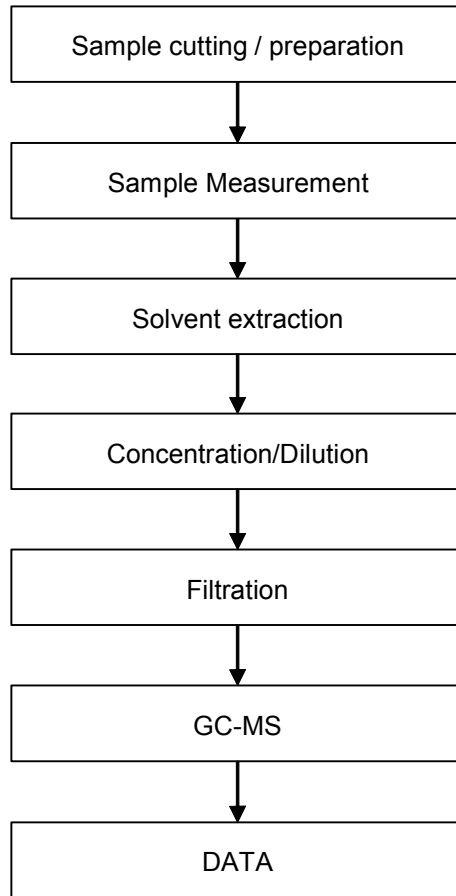 Sample cutting / preparation
Sample Measurement
Solvent extraction
Concentration/Dilution
Filtration
GC-MS
DATA